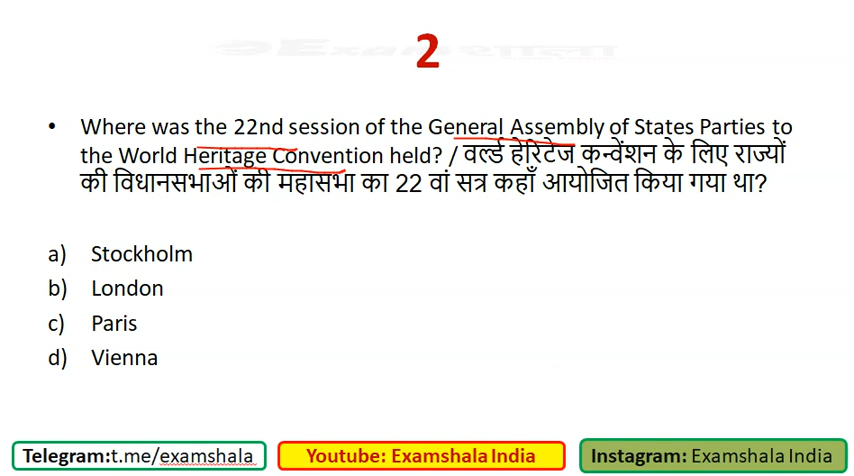 2
• Where was the 22nd session of the General Assembly of States Parties to
the World Heritage Convention held? / वर्ल्ड हेरिटेज कन्वेंशन के लिए राज्यों
की विधानसभाओं की महासभा का 22 वां सत्र कहाँ आयोजित किया गया था?
a) Stockholm
b) London
c) Paris
d) Vienna
Telegram:t.me/examshala
Youtube: Examshala India
Instagram: Examshala India